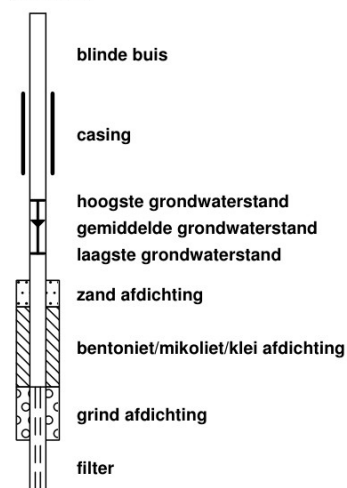 blinde buis
casing
hoogste grondwaterstand
gemiddelde grondwaterstand
laagste grondwaterstand
zand afdichting
bentoniet/mikoliet/klei afdichting
grind afdichting
filter